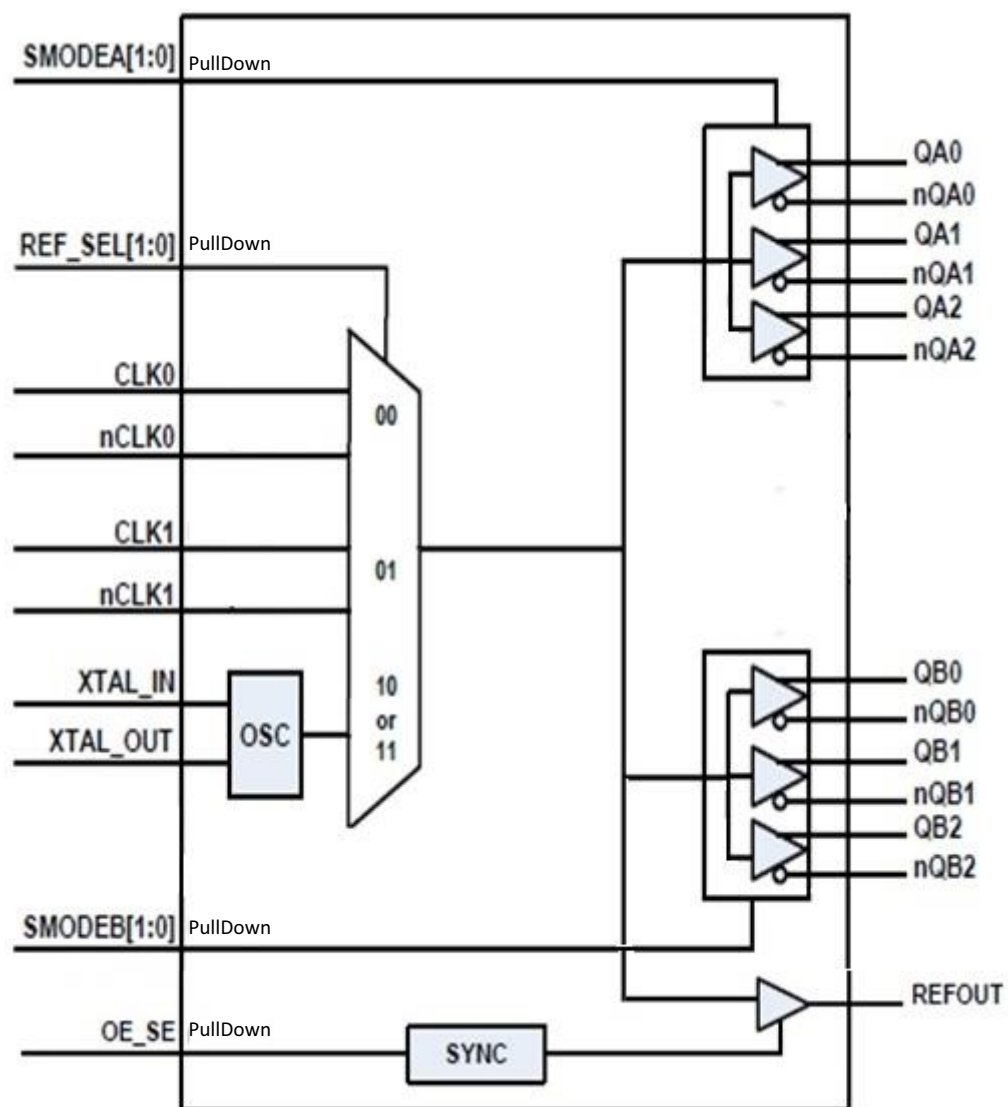 SMODEA[1:0] PullDown
QA0
nQA0
QA1
nQA1
QA2
nQA2
REF_SEL[1:0] PullDown
CLK0
00
nCLK0
CLK1
01
nCLK1
XTAL_IN
10
or
11
OSC
XTAL_OUT
QB0
nQB0
QB1
nQB1
QB2
nQB2
SMODEB[1:0] PullDown
REFOUT
OE_SE PullDown
SYNC